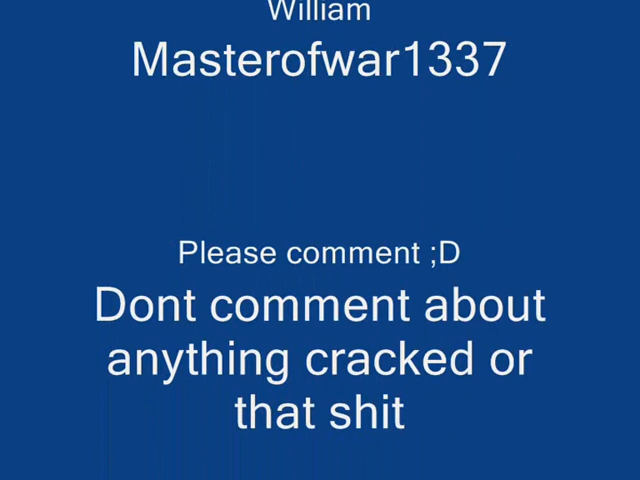 William
Masterofwar1337
Please comment ;D
Dont comment about
anything cracked or
that shit